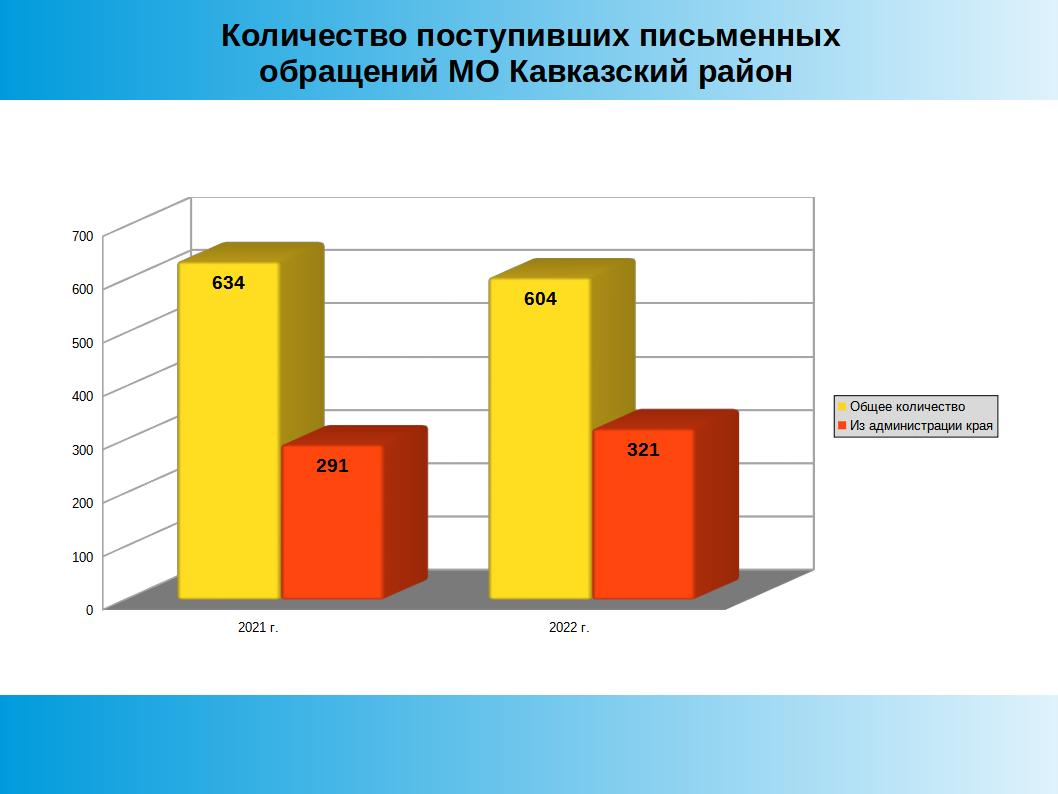 Количество поступивших письменных
обращений МО Кавказский район
700
600
500
400
300
200
100
0
634
291
604
321
2021 г.
2022 г.
Общее количество
Из администрации края